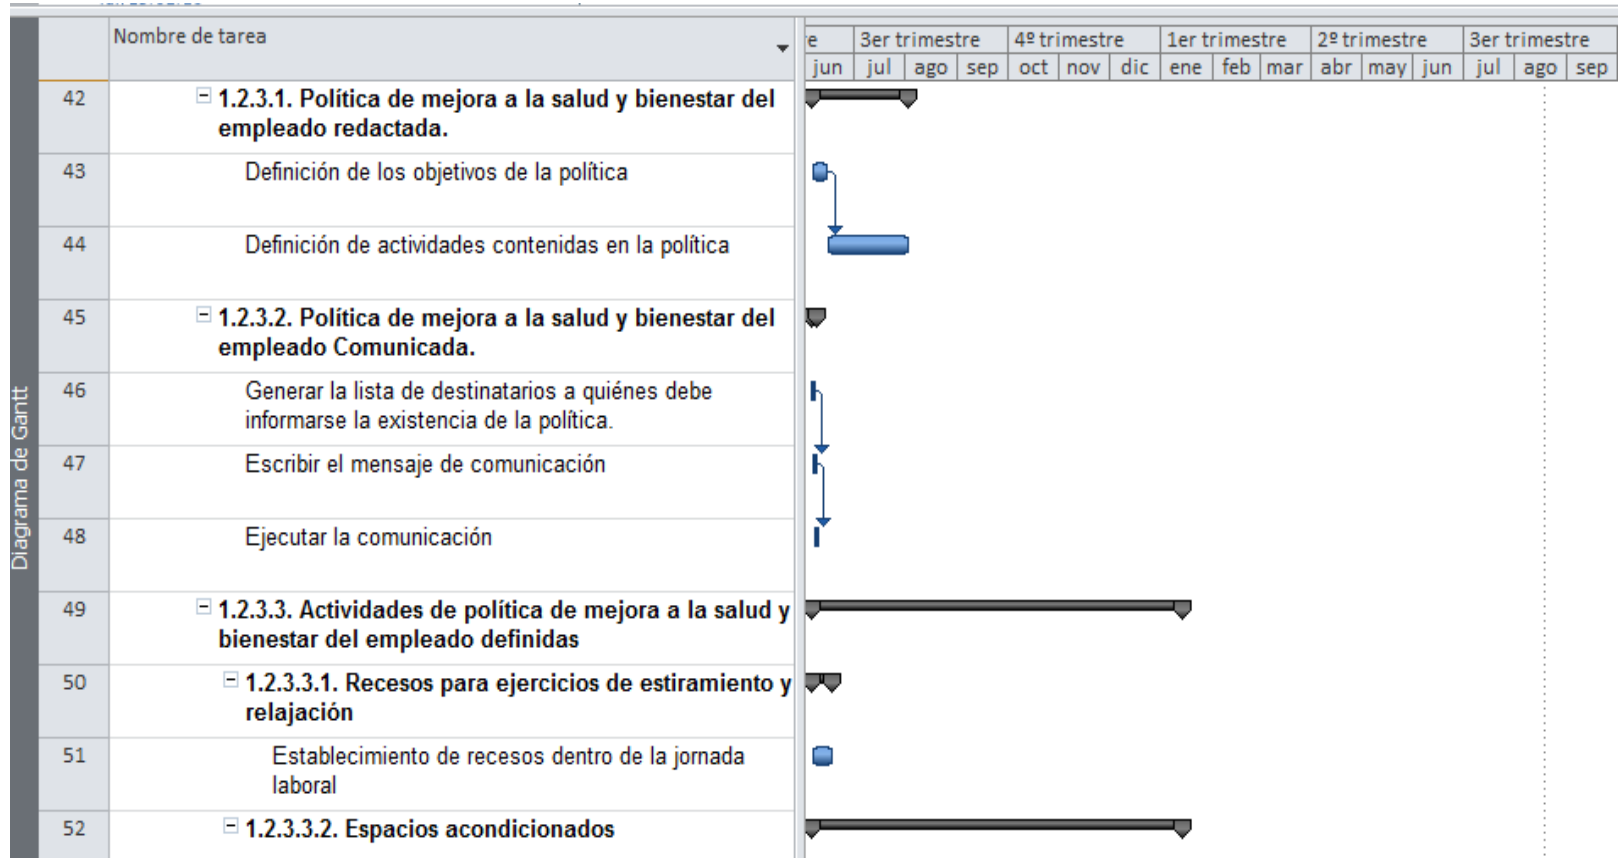 Nombre de tarea
re 3er trimestre 4º trimestre 1er trimestre 2º trimestre 3er trimestre
jun jul ago sep oct nov dic ene feb mar abr may jun jul ago sep
42 1.2.3.1. Política de mejora a la salud y bienestar del
empleado redactada.
43 Definición de los objetivos de la política
44 Definición de actividades contenidas en la política
45 1.2.3.2. Política de mejora a la salud y bienestar del
empleado Comunicada.
46 Generar la lista de destinatarios a quiénes debe
informarse la existencia de la política.
47 Escribir el mensaje de comunicación
48 Ejecutar la comunicación
49 1.2.3.3. Actividades de política de mejora a la salud y
bienestar del empleado definidas
50 1.2.3.3.1. Recesos para ejercicios de estiramiento y
relajación
51 Establecimiento de recesos dentro de la jornada
laboral
52 1.2.3.3.2. Espacios acondicionados
Diagrama de Gantt